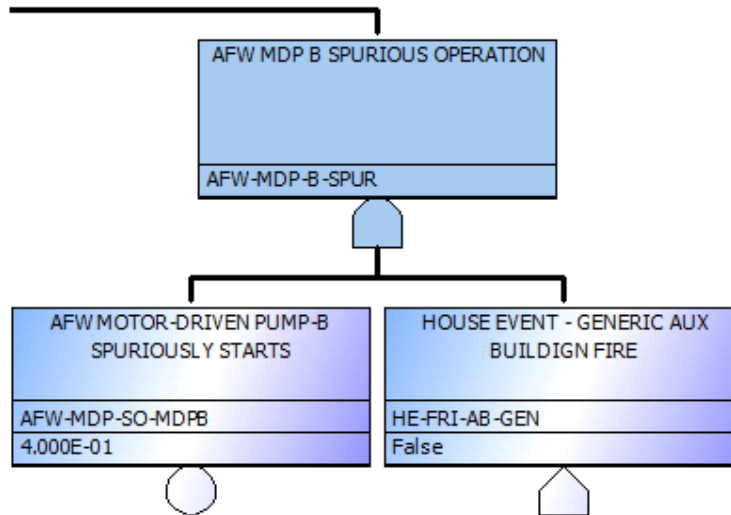 AFW MDP B SPURIOUS OPERATION
AFW-MDP-B-SPUR
AFW MOTOR-DRIVEN PUMP-B
SPURIOUSLY STARTS
AFW-MDP-SO-MDPB
4.000E-01
HOUSE EVENT - GENERIC AUX
BUILDIGN FIRE
HE-FRI-AB-GEN
False